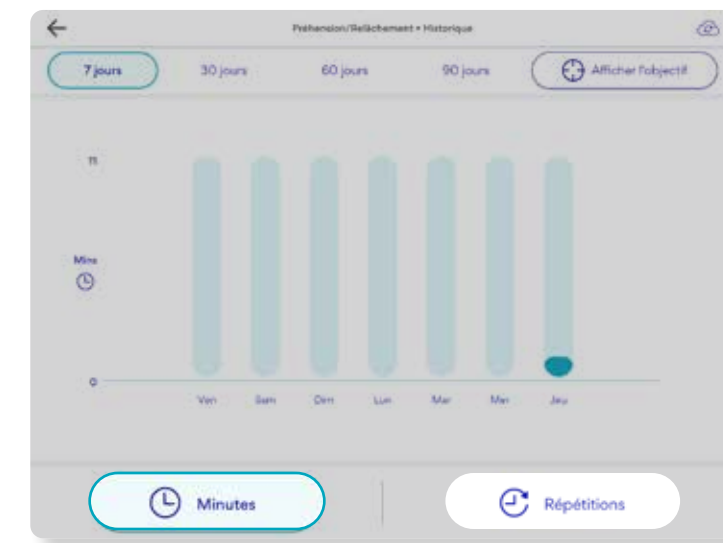 Préhension/Relâchement • Historique
7 jours 30 jours 60 jours 90 jours Afficher l'objectif
11
Mins
0
Ven Sam Dim Lun Mar Mer Jeu
Minutes Répétitions